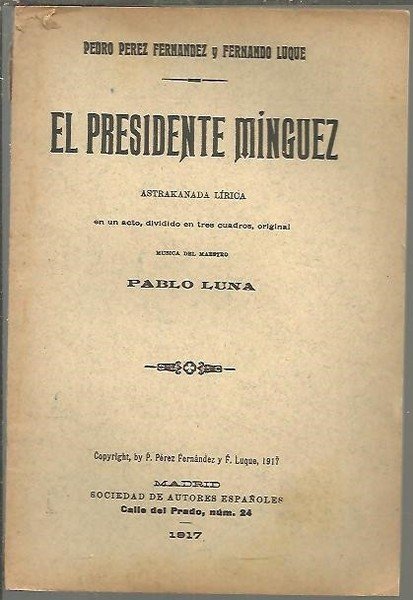 PEDRO PEREZ FERNANDEZ y FERNANDO LUQUE
EL PRESIDENTE MÍNGUEZ
ASTRAKANADA LÍRICA
en un acto, dividido en tres cuadros, original
MUSICA DEL MAESTRO
PABLO LUNA
Copyright, by P. Pérez Fernández y F. Luque, 1917
MADRID
SOCIEDAD DE AUTORES ESPAÑOLES
Calle del Prado, núm. 24
1917